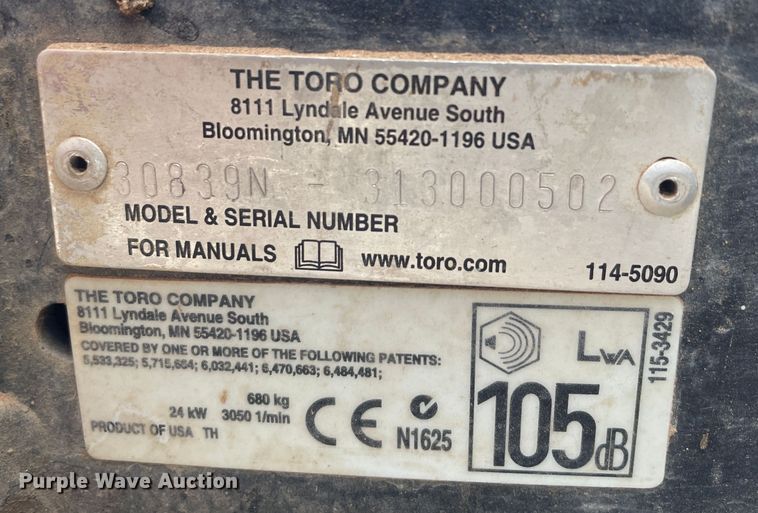 THE TORO COMPANY
8111 Lyndale Avenue South
Bloomington, MN 55420-1196 USA
30839N - 313000502
MODEL & SERIAL NUMBER
FOR MANUALS www.toro.com 114-5090
THE TORO COMPANY
8111 Lyndale Avenue South
Bloomington, MN 55420-1196 USA
COVERED BY ONE OR MORE OF THE FOLLOWING PATENTS:
5,533,325; 5,715,664; 6,032,441; 6,470,663; 6,484,481;
680 kg
24 kW 3050 1/min
PRODUCT OF USA TH
CE N1625
LWA
105dB
115-3429
Purple Wave Auction